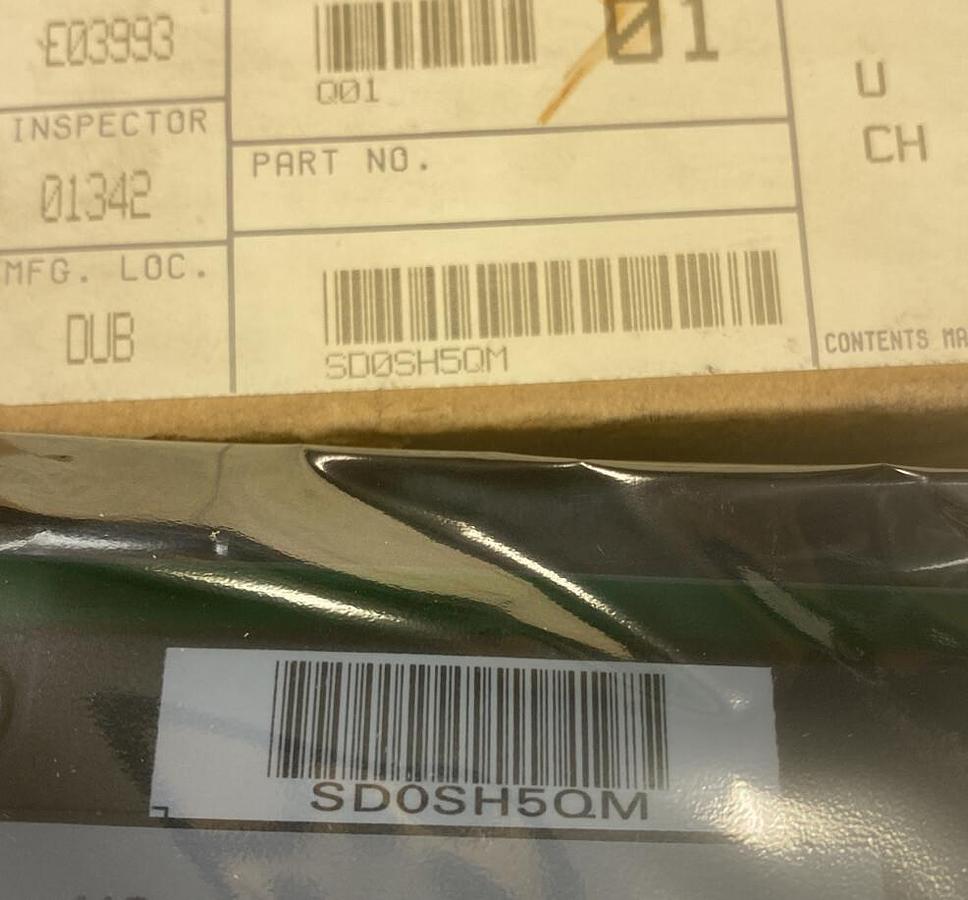 E03993
Q01
01
U
CH
INSPECTOR
01342
PART NO.
MFG. LOC.
DUB
SD0SH5QM
CONTENTS MA
SD0SH5QM